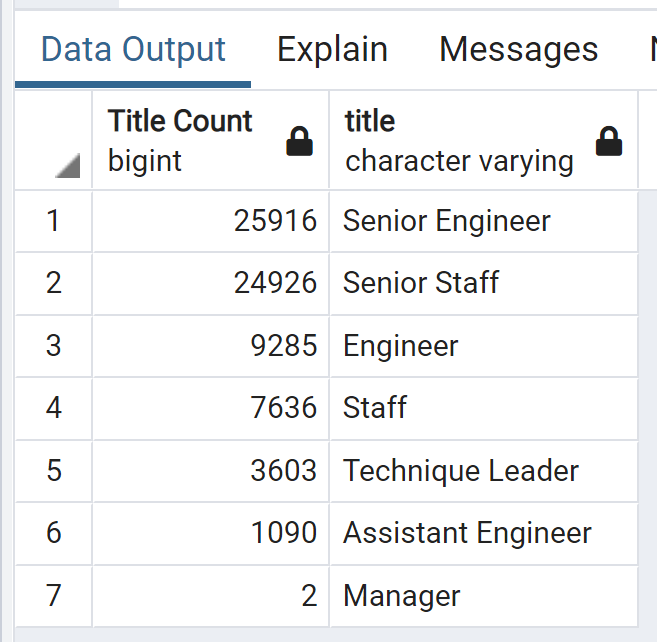 Data Output Explain Messages
Title Count title
bigint character varying
1 25916 Senior Engineer
2 24926 Senior Staff
3 9285 Engineer
4 7636 Staff
5 3603 Technique Leader
6 1090 Assistant Engineer
7 2 Manager